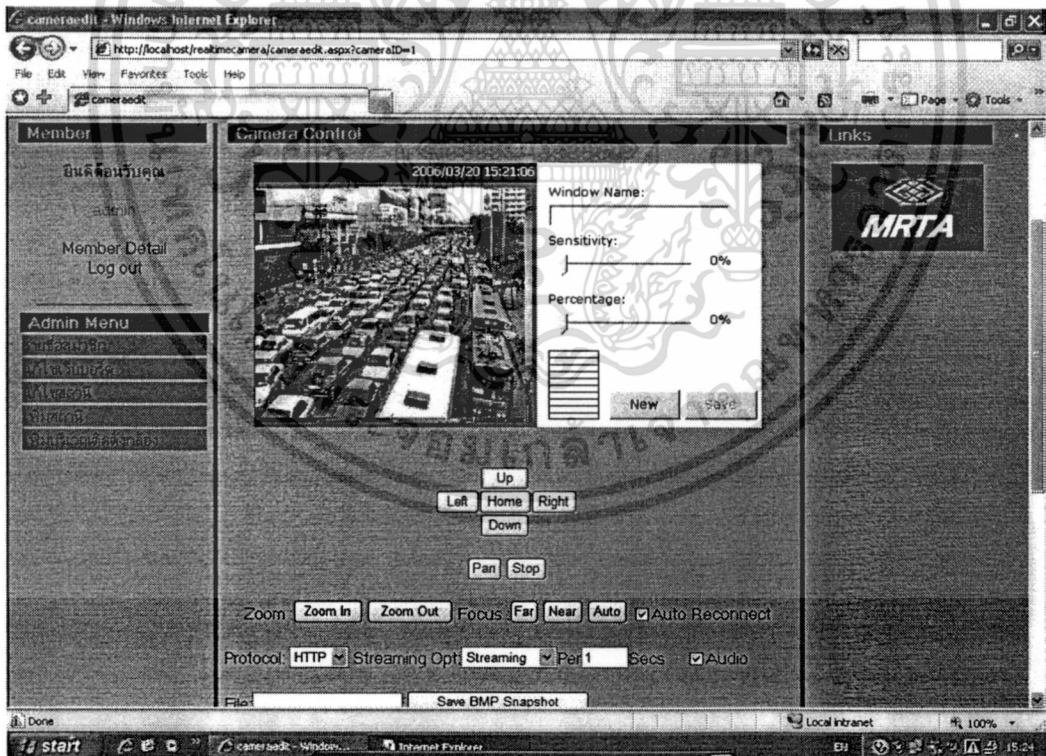 cameraedit - Windows Internet Explorer
http://localhost/realtimecamera/cameraedit.aspx?cameraID=1
File Edit View Favorites Tools Help
cameraedit
Page Tools
Member
ยินดีต้อนรับคุณ
admin
Member Detail
Log out
Admin Menu
Camera Control
2006/03/20 15:21:06
Window Name:
Sensitivity:
0%
Percentage:
0%
New Save
Up
Left Home Right
Down
Pan Stop
Zoom: Zoom In Zoom Out Focus: Far Near Auto Auto Reconnect
Protocol: HTTP Streaming Opt: Streaming Per 1 Secs Audio
File: Save BMP Snapshot
Links
MRTA
Done
Local intranet
100%
start
cameraedit - Window...
Internet Explorer
EN
15:24